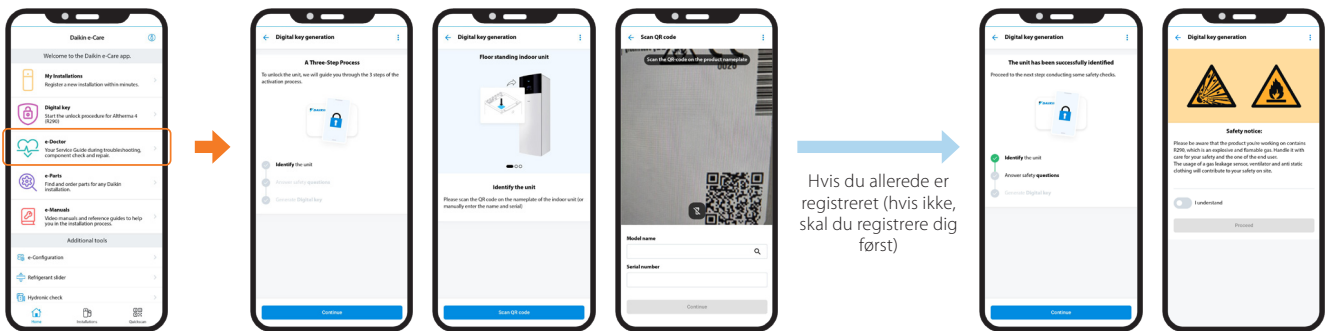 Daikin e-Care
Welcome to the Daikin e-Care app.
My Installations
Register a new installation within minutes.
Digital key
Start the unlock procedure for Altherma 4
(R290)
e-Doctor
Your Service Guide during troubleshooting,
component check and repair.
e-Parts
Find and order parts for any Daikin
installation.
e-Manuals
Video manuals and reference guides to help
you in the installation process.
Additional tools
e-Configuration
Refrigerant slider
Hydronic check
Home
Installations
Quickscan
Digital key generation
A Three-Step Process
To unlock the unit, we will guide you through the 3 steps of the
activation process.
DAIKIN
Identify the unit
Answer safety questions
Generate Digital key
Continue
Digital key generation
Floor standing indoor unit
Identify the unit
Please scan the QR code on the nameplate of the indoor unit (or
manually enter the name and serial)
Scan QR code
Scan QR code
Scan the QR code on the product nameplate
Model name
Serial number
Continue
Hvis du allerede er
registreret (hvis ikke,
skal du registrere dig
først)
Digital key generation
The unit has been successfully identified
Proceed to the next step: conducting some safety checks.
DAIKIN
Identify the unit
Answer safety questions
Generate Digital key
Continue
Digital key generation
Safety notice:
Please be aware that the product you're working on contains
R290, which is an explosive and flamable gas. Handle it with
care for your safety and the one of the end user.
The usage of a gas leakage sensor, ventilator and anti static
clothing will contribute to your safety on site.
I understand
Proceed